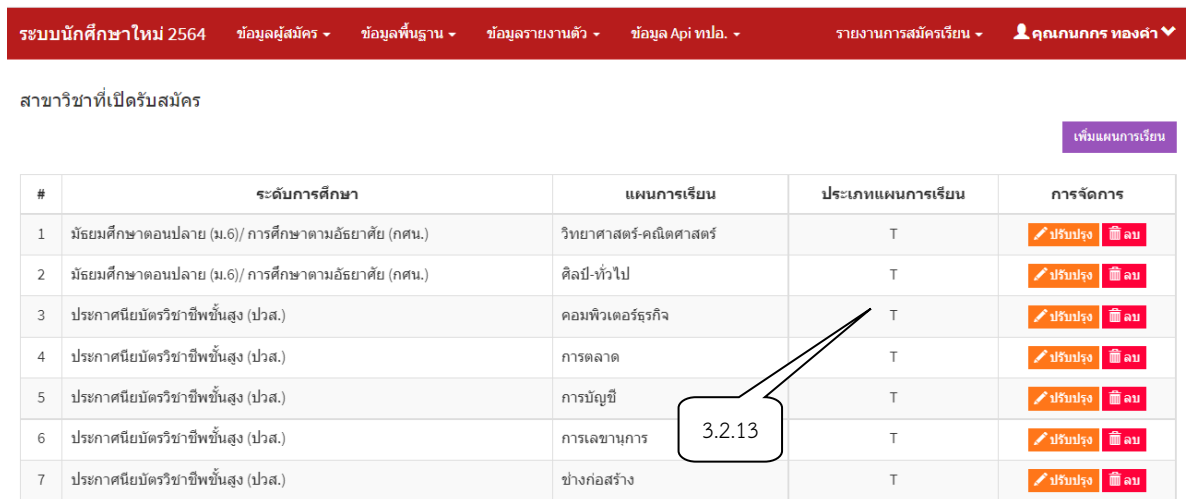 ระบบนักศึกษาใหม่ 2564 ข้อมูลผู้สมัคร ข้อมูลพื้นฐาน ข้อมูลรายงานตัว ข้อมูล Api ทปอ. รายงานการสมัครเรียน คุณกนกกร ทองคำ
สาขาวิชาที่เปิดรับสมัคร
เพิ่มแผนการเรียน
# ระดับการศึกษา แผนการเรียน ประเภทแผนการเรียน การจัดการ
1 มัธยมศึกษาตอนปลาย (ม.6)/ การศึกษาตามอัธยาศัย (กศน.) วิทยาศาสตร์-คณิตศาสตร์ T ปรับปรุง ลบ
2 มัธยมศึกษาตอนปลาย (ม.6)/ การศึกษาตามอัธยาศัย (กศน.) ศิลป์-ทั่วไป T ปรับปรุง ลบ
3 ประกาศนียบัตรวิชาชีพขั้นสูง (ปวส.) คอมพิวเตอร์ธุรกิจ T ปรับปรุง ลบ
4 ประกาศนียบัตรวิชาชีพขั้นสูง (ปวส.) การตลาด T ปรับปรุง ลบ
5 ประกาศนียบัตรวิชาชีพขั้นสูง (ปวส.) การบัญชี T ปรับปรุง ลบ
6 ประกาศนียบัตรวิชาชีพขั้นสูง (ปวส.) การเลขานุการ T ปรับปรุง ลบ
3.2.13
7 ประกาศนียบัตรวิชาชีพขั้นสูง (ปวส.) ช่างก่อสร้าง T ปรับปรุง ลบ